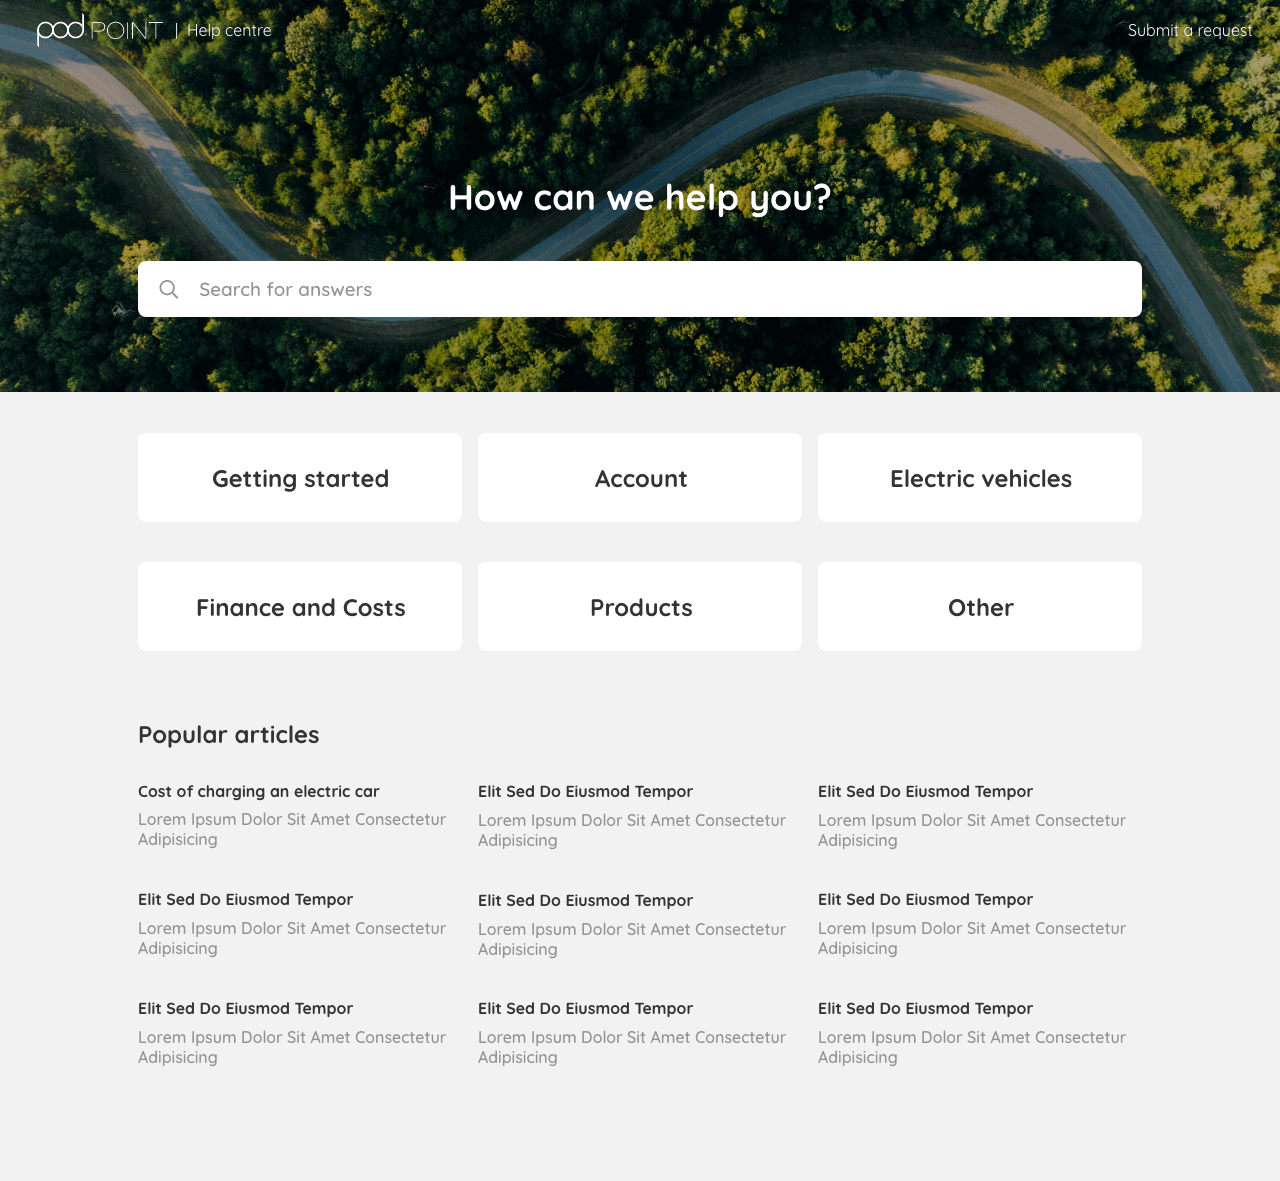 pod POINT | Help centre
Submit a request
How can we help you?
Search for answers
Getting started
Account
Electric vehicles
Finance and Costs
Products
Other
Popular articles
Cost of charging an electric car
Lorem Ipsum Dolor Sit Amet Consectetur
Adipisicing
Elit Sed Do Eiusmod Tempor
Lorem Ipsum Dolor Sit Amet Consectetur
Adipisicing
Elit Sed Do Eiusmod Tempor
Lorem Ipsum Dolor Sit Amet Consectetur
Adipisicing
Elit Sed Do Eiusmod Tempor
Lorem Ipsum Dolor Sit Amet Consectetur
Adipisicing
Elit Sed Do Eiusmod Tempor
Lorem Ipsum Dolor Sit Amet Consectetur
Adipisicing
Elit Sed Do Eiusmod Tempor
Lorem Ipsum Dolor Sit Amet Consectetur
Adipisicing
Elit Sed Do Eiusmod Tempor
Lorem Ipsum Dolor Sit Amet Consectetur
Adipisicing
Elit Sed Do Eiusmod Tempor
Lorem Ipsum Dolor Sit Amet Consectetur
Adipisicing
Elit Sed Do Eiusmod Tempor
Lorem Ipsum Dolor Sit Amet Consectetur
Adipisicing